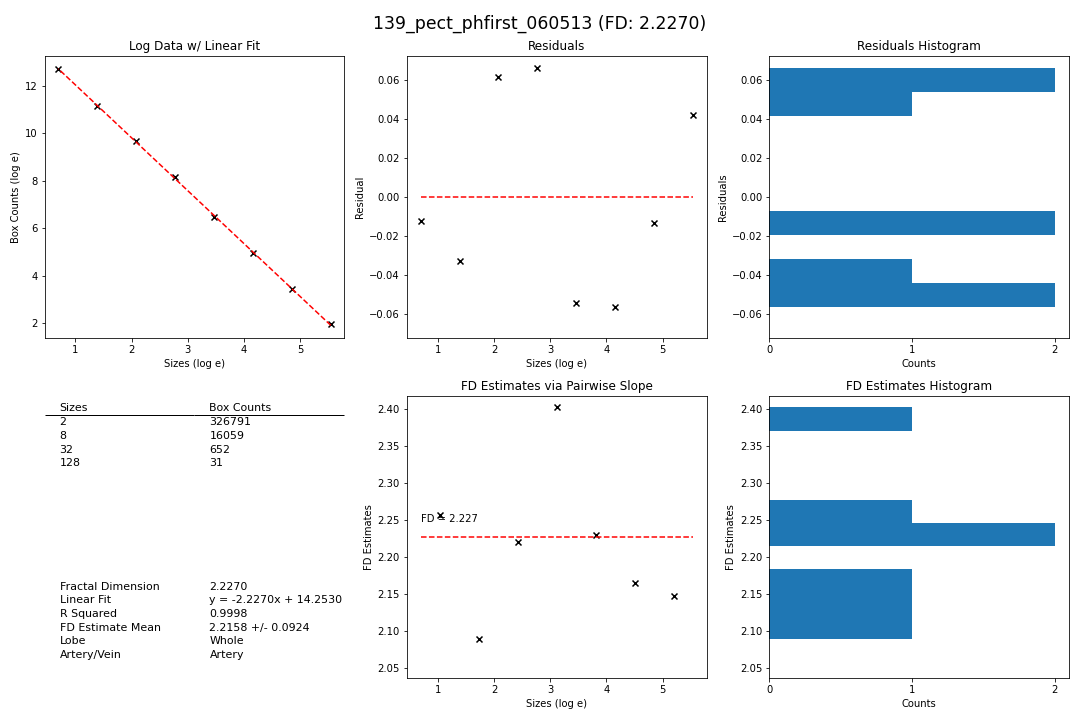 139_pect_phfirst_060513 (FD: 2.2270)
Log Data w/ Linear Fit
12
10
8
6
4
2
Box Counts (log e)
1 2 3 4 5
Sizes (log e)
Residuals
0.06
0.04
0.02
0.00
−0.02
−0.04
−0.06
Residual
1 2 3 4 5
Sizes (log e)
Residuals Histogram
0.06
0.04
0.02
0.00
−0.02
−0.04
−0.06
Residuals
0 1 2
Counts
Sizes Box Counts
2 326791
8 16059
32 652
128 31
Fractal Dimension 2.2270
Linear Fit y = -2.2270x + 14.2530
R Squared 0.9998
FD Estimate Mean 2.2158 +/- 0.0924
Lobe Whole
Artery/Vein Artery
FD Estimates via Pairwise Slope
2.40
2.35
2.30
2.25
2.20
2.15
2.10
2.05
FD Estimates
FD = 2.227
1 2 3 4 5
Sizes (log e)
FD Estimates Histogram
2.40
2.35
2.30
2.25
2.20
2.15
2.10
2.05
FD Estimates
0 1 2
Counts